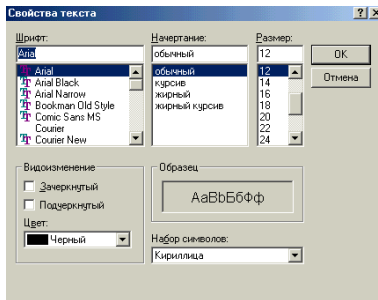 Свойства текста
Шрифт: Начертание: Размер:
Arial обычный 12 OK
Arial обычный 12 Отмена
Arial Black курсив 14
Arial Narrow жирный 16
Bookman Old Style жирный курсив 18
Comic Sans MS 20
Courier 22
Courier New 24
Видоизменение Образец
Зачеркнутый
Подчеркнутый
АаВЬБбФф
Цвет:
Черный
Набор символов:
Кириллица